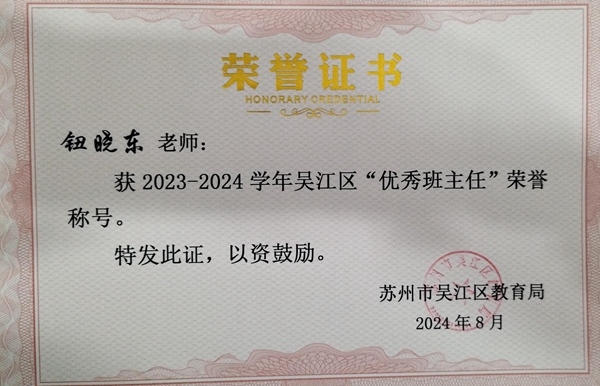 荣誉证书
HONORARY CREDENTIAL
钮晓东 老师：
获 2023-2024 学年吴江区“优秀班主任”荣誉
称号。
特发此证，以资鼓励。
苏州市吴江区教育局
2024 年 8 月